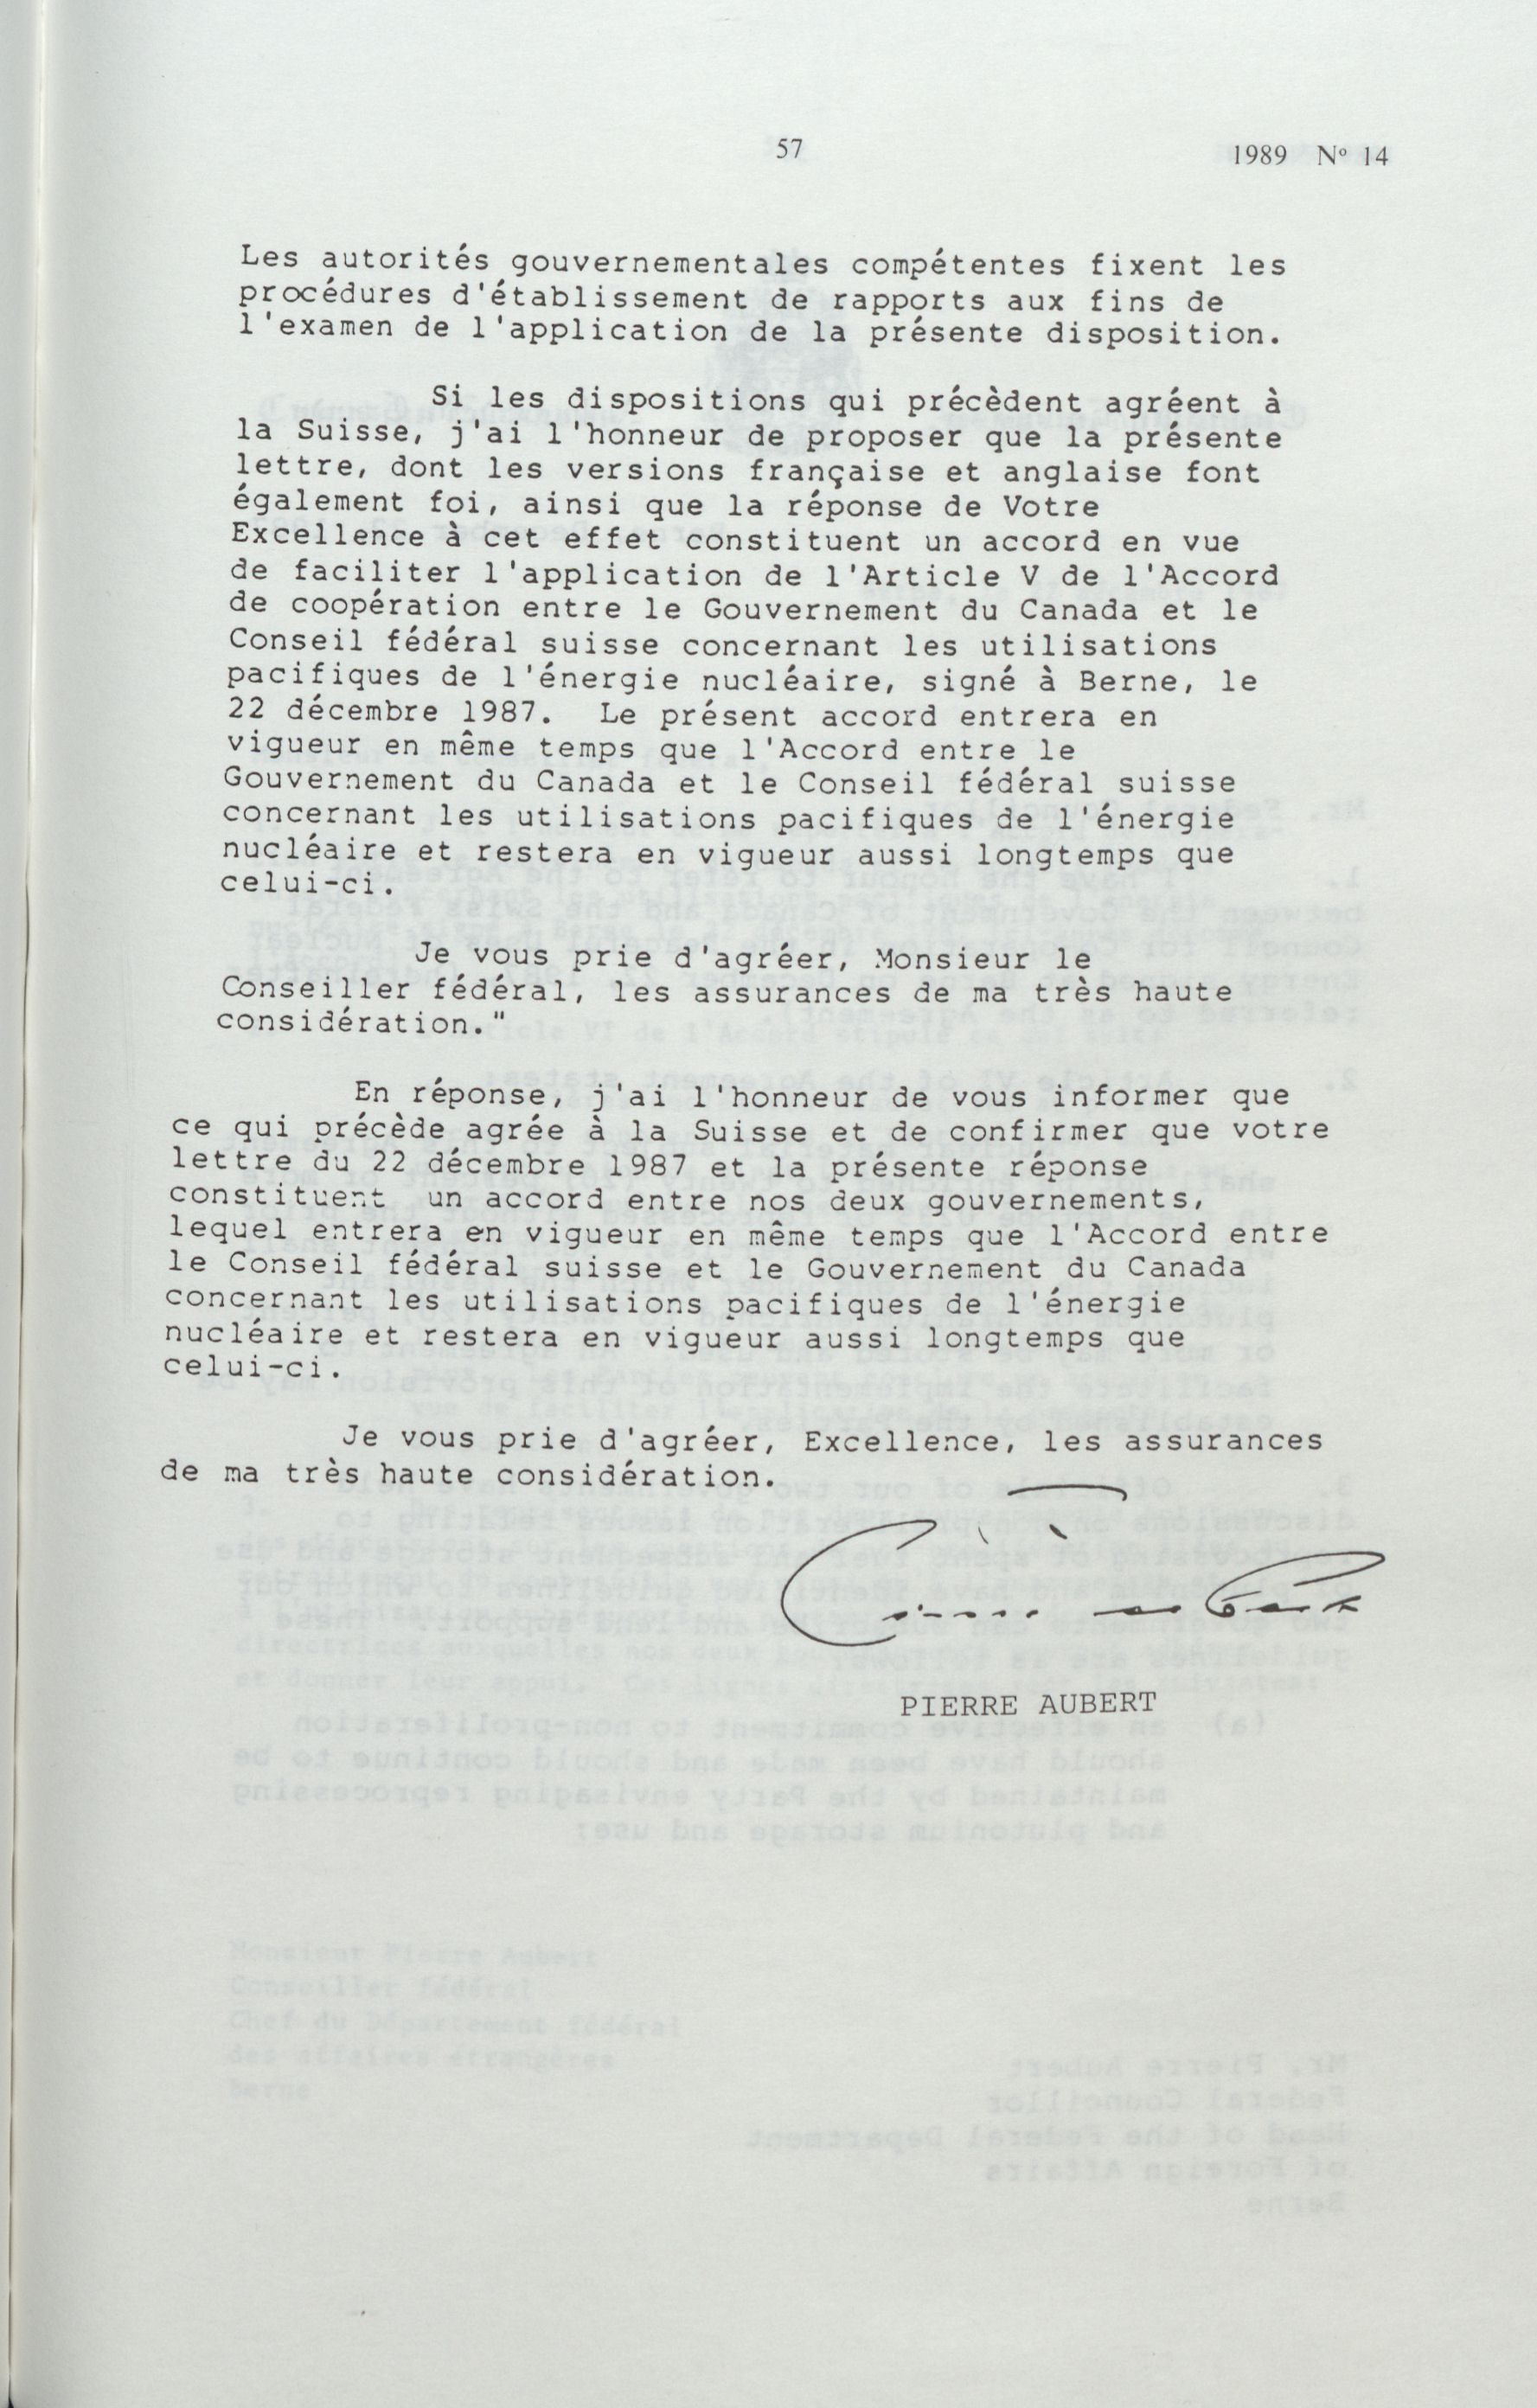 57
1989 Nº 14
Les autorités gouvernementales compétentes fixent les
procédures d'établissement de rapports aux fins de
l'examen de l'application de la présente disposition.
Si les dispositions qui précèdent agréent à
la Suisse, j'ai l'honneur de proposer que la présente
lettre, dont les versions française et anglaise font
également foi, ainsi que la réponse de Votre
Excellence à cet effet constituent un accord en vue
de faciliter l'application de l'Article V de l'Accord
de coopération entre le Gouvernement du Canada et le
Conseil fédéral suisse concernant les utilisations
pacifiques de l'énergie nucléaire, signé à Berne, le
22 décembre 1987. Le présent accord entrera en
vigueur en même temps que l'Accord entre le
Gouvernement du Canada et le Conseil fédéral suisse
concernant les utilisations pacifiques de l'énergie
nucléaire et restera en vigueur aussi longtemps que
celui-ci.
Je vous prie d'agréer, Monsieur le
Conseiller fédéral, les assurances de ma très haute
considération."
En réponse, j'ai l'honneur de vous informer que
ce qui précède agrée à la Suisse et de confirmer que votre
lettre du 22 décembre 1987 et la présente réponse
constituent un accord entre nos deux gouvernements,
lequel entrera en vigueur en même temps que l'Accord entre
le Conseil fédéral suisse et le Gouvernement du Canada
concernant les utilisations pacifiques de l'énergie
nucléaire et restera en vigueur aussi longtemps que
celui-ci.
Je vous prie d'agréer, Excellence, les assurances
de ma très haute considération.
PIERRE AUBERT